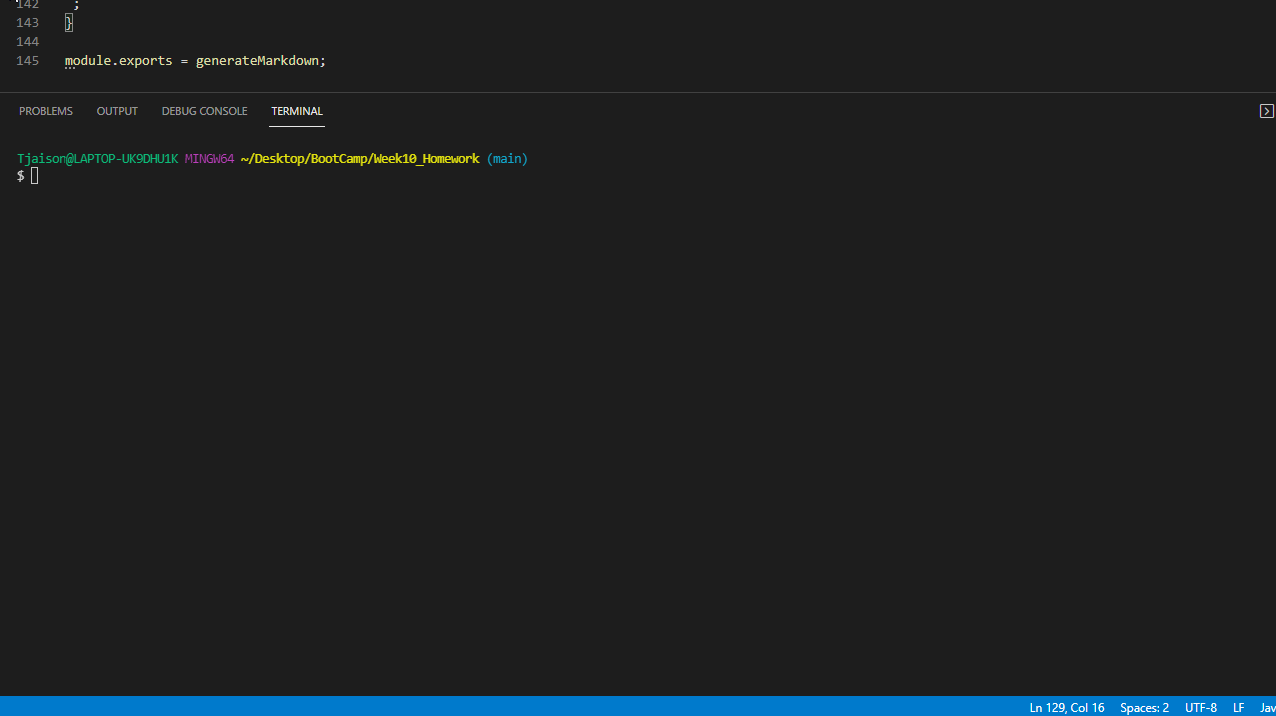 142 ;
143 }
144
145 module.exports = generateMarkdown;
PROBLEMS OUTPUT DEBUG CONSOLE TERMINAL
Tjaison@LAPTOP-UK9DHU1K MINGW64 ~/Desktop/BootCamp/Week10_Homework (main)
$
Ln 129, Col 16 Spaces: 2 UTF-8 LF Jav